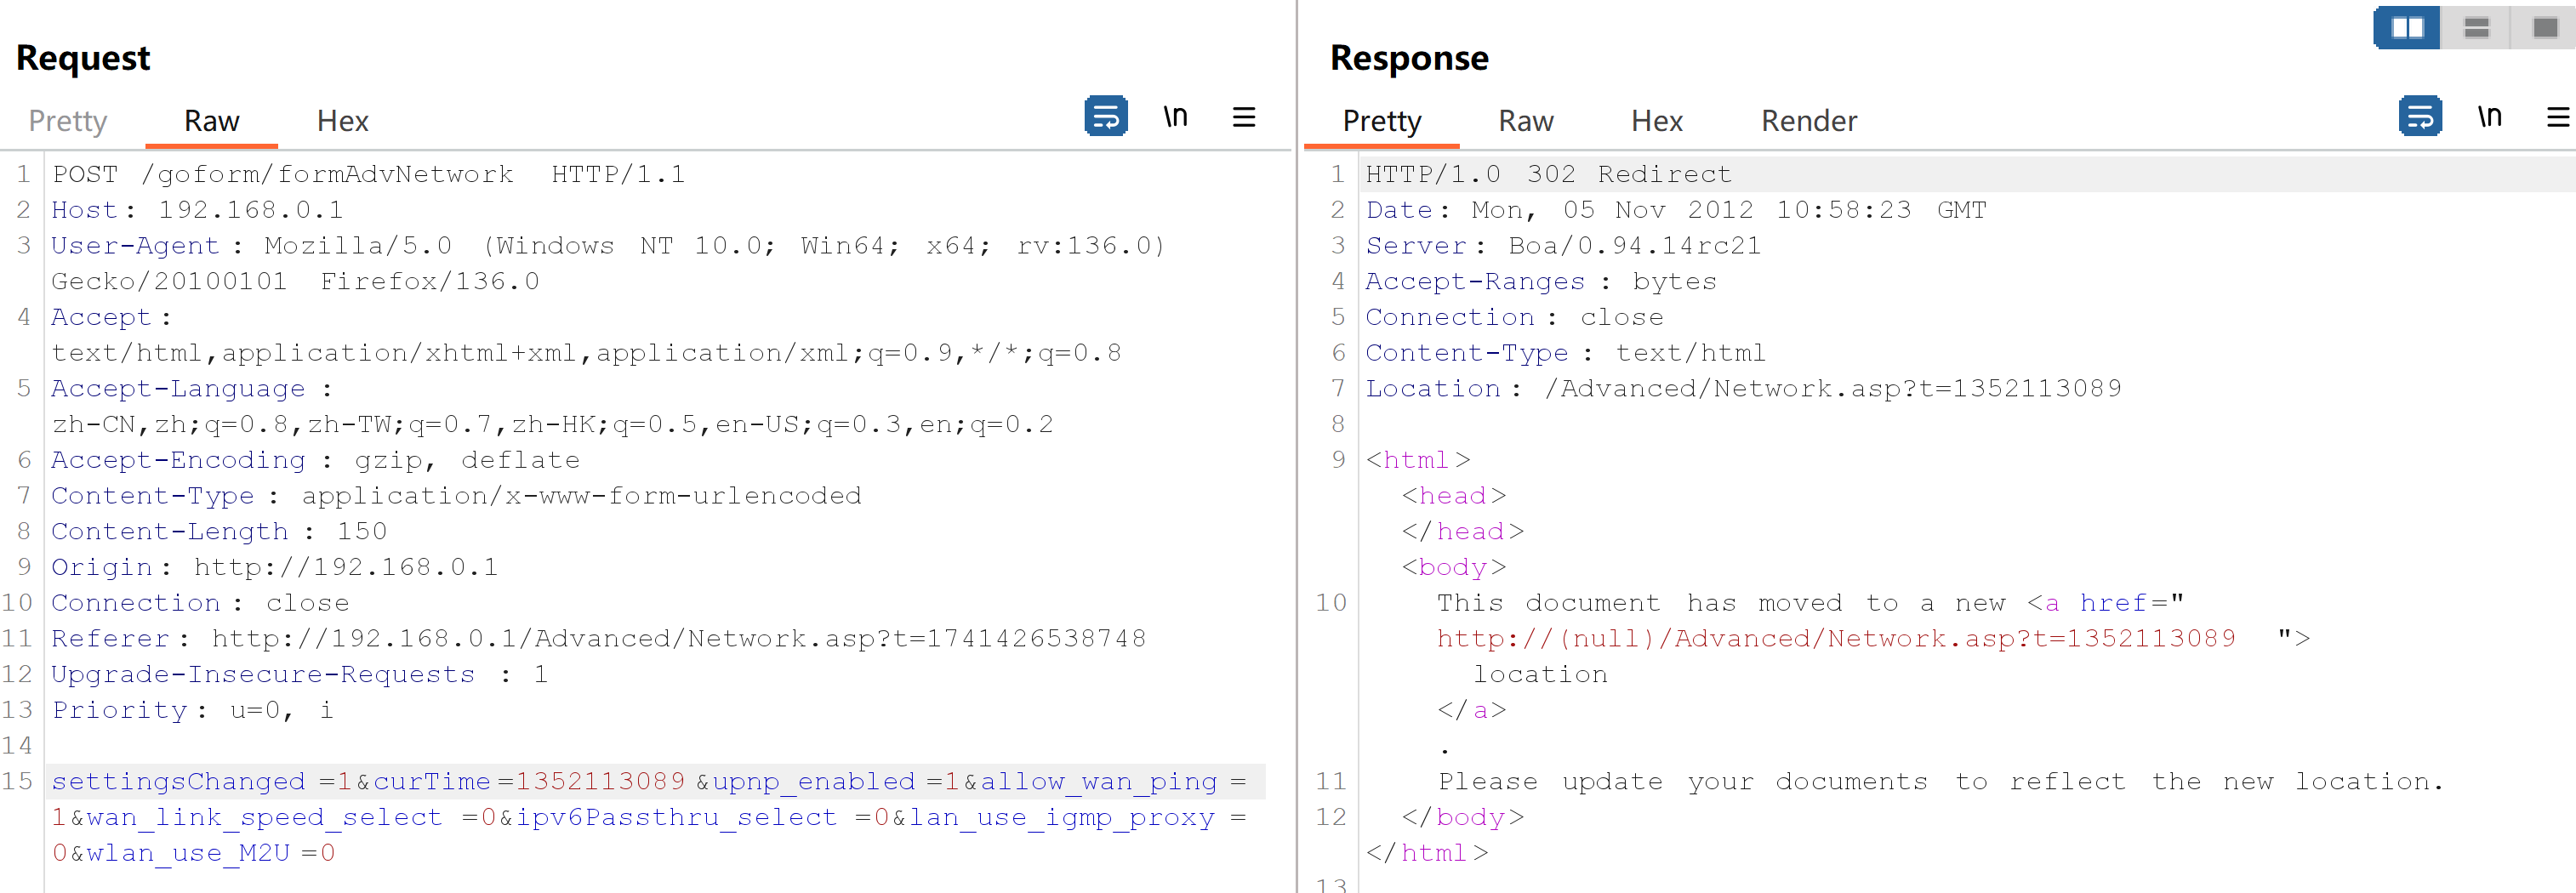 Request
Pretty Raw Hex \n
1 POST /goform/formAdvNetwork HTTP/1.1
2 Host: 192.168.0.1
3 User-Agent: Mozilla/5.0 (Windows NT 10.0; Win64; x64; rv:136.0)
Gecko/20100101 Firefox/136.0
4 Accept:
text/html,application/xhtml+xml,application/xml;q=0.9,*/*;q=0.8
5 Accept-Language:
zh-CN,zh;q=0.8,zh-TW;q=0.7,zh-HK;q=0.5,en-US;q=0.3,en;q=0.2
6 Accept-Encoding: gzip, deflate
7 Content-Type: application/x-www-form-urlencoded
8 Content-Length: 150
9 Origin: http://192.168.0.1
10 Connection: close
11 Referer: http://192.168.0.1/Advanced/Network.asp?t=1741426538748
12 Upgrade-Insecure-Requests: 1
13 Priority: u=0, i
14
15 settingsChanged=1&curTime=1352113089&upnp_enabled=1&allow_wan_ping=
1&wan_link_speed_select=0&ipv6Passthru_select=0&lan_use_igmp_proxy=
0&wlan_use_M2U=0
Response
Pretty Raw Hex Render \n
1 HTTP/1.0 302 Redirect
2 Date: Mon, 05 Nov 2012 10:58:23 GMT
3 Server: Boa/0.94.14rc21
4 Accept-Ranges: bytes
5 Connection: close
6 Content-Type: text/html
7 Location: /Advanced/Network.asp?t=1352113089
8
9 <html>
<head>
</head>
<body>
10 This document has moved to a new <a href="
http://(null)/Advanced/Network.asp?t=1352113089">
location
</a>
.
11 Please update your documents to reflect the new location.
12 </body>
</html>
13